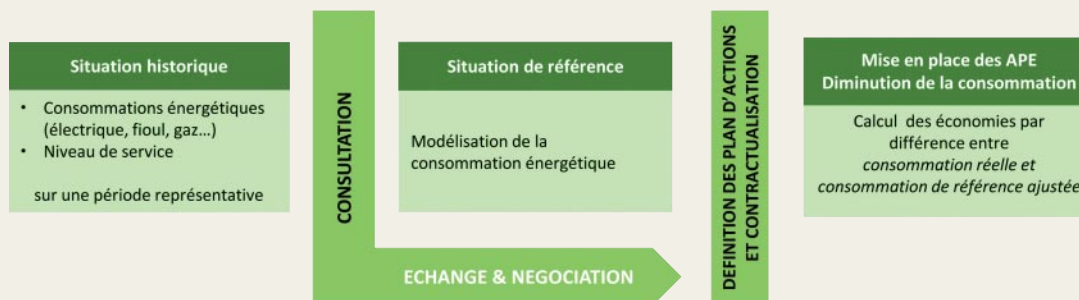 Situation historique
• Consommations énergétiques
(électrique, fioul, gaz...)
• Niveau de service
sur une période représentative
CONSULTATION
Situation de référence
Modélisation de la
consommation énergétique
ECHANGE & NEGOCIATION
DEFINITION DES PLAN D'ACTIONS
ET CONTRACTUALISATION
Mise en place des APE
Diminution de la consommation
Calcul des économies par
différence entre
consommation réelle et
consommation de référence ajustée